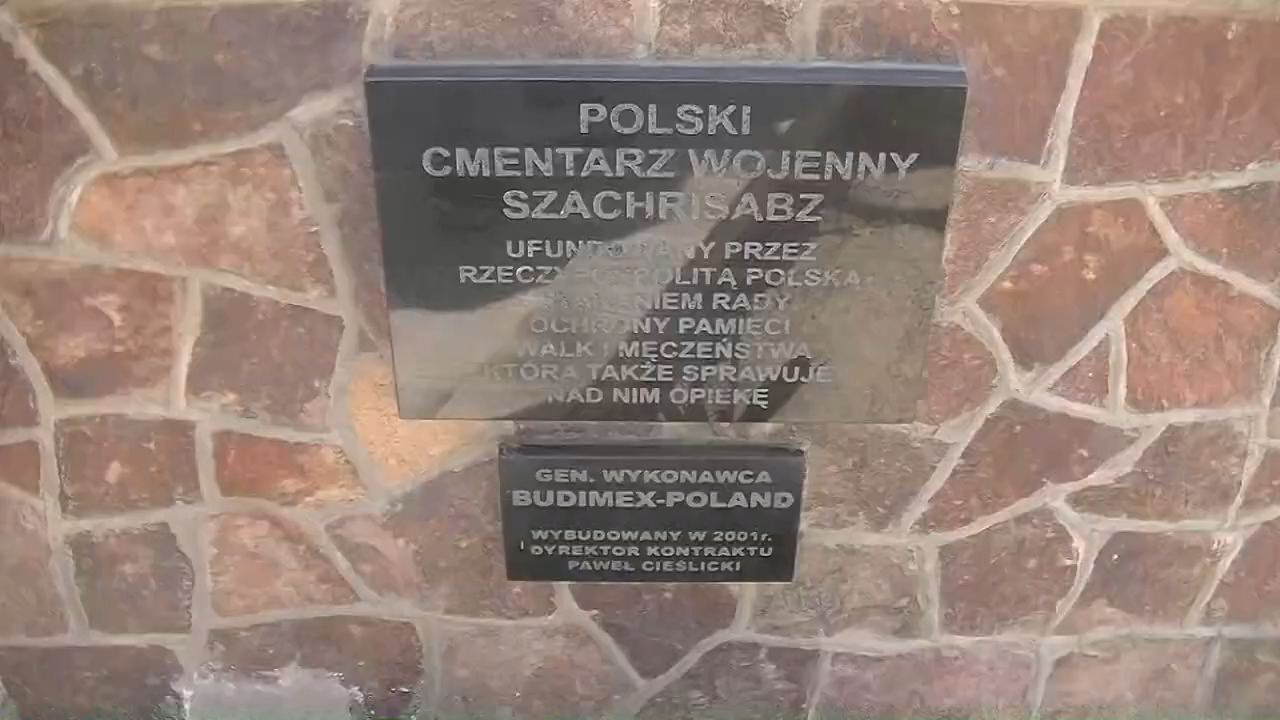 POLSKI
CMENTARZ WOJENNY
SZACHRISABZ
UFUNDOWANY PRZEZ
RZECZYPOSPOLITĄ POLSKĄ
STARANIEM RADY
OCHRONY PAMIĘCI
WALK I MĘCZEŃSTWA
KTÓRA TAKŻE SPRAWUJE
NAD NIM OPIEKĘ
GEN. WYKONAWCA
BUDIMEX-POLAND
WYBUDOWANY W 2001r.
DYREKTOR KONTRAKTU
PAWEŁ CIEŚLICKI